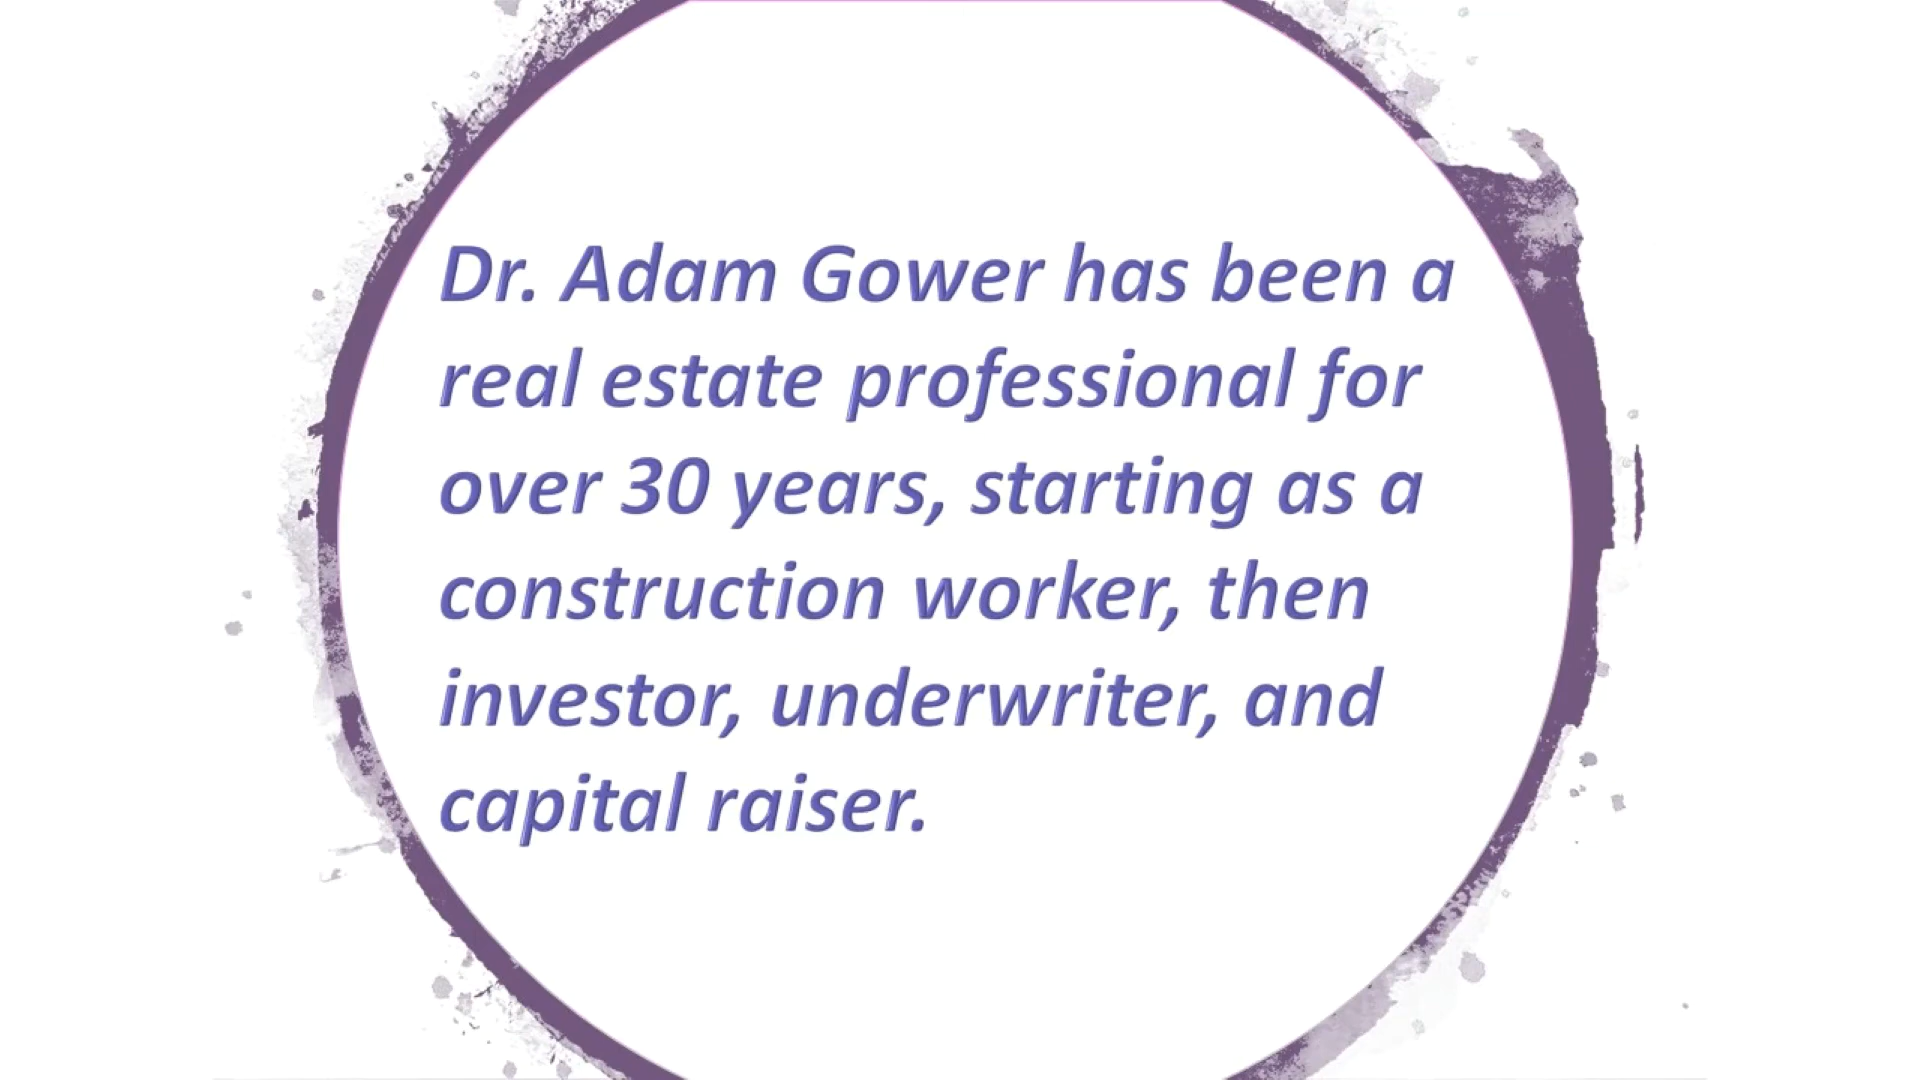 Dr. Adam Gower has been a
real estate professional for
over 30 years, starting as a
construction worker, then
investor, underwriter, and
capital raiser.